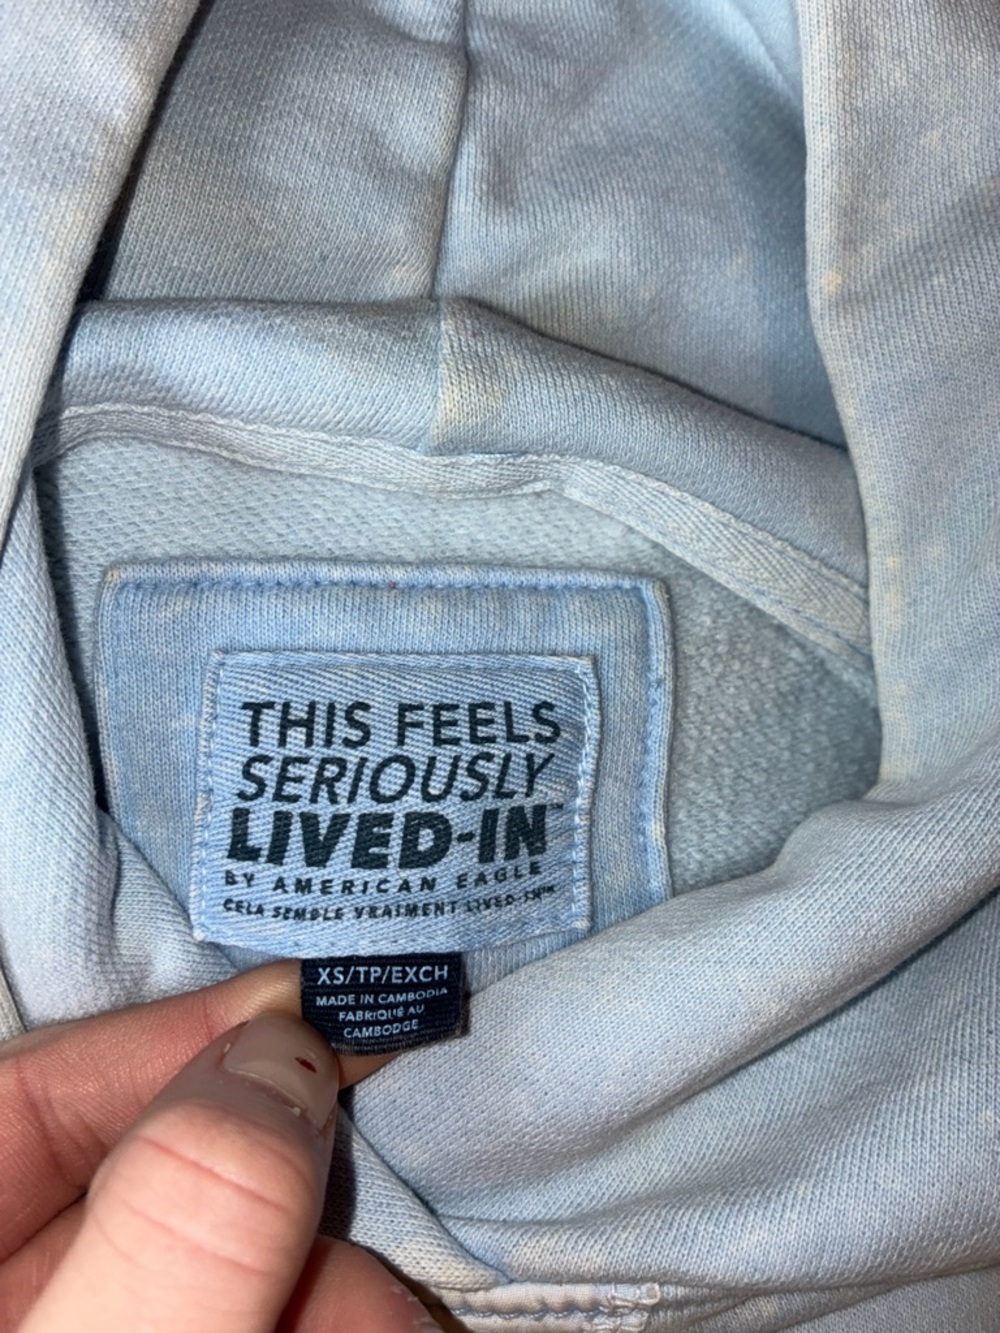 THIS FEELS
SERIOUSLY
LIVED-IN™
BY AMERICAN EAGLE
CELA SEMBLE VRAIMENT LIVED-IN™
XS/TP/EXCH
MADE IN CAMBODIA
FABRIQUÉ AU
CAMBODGE